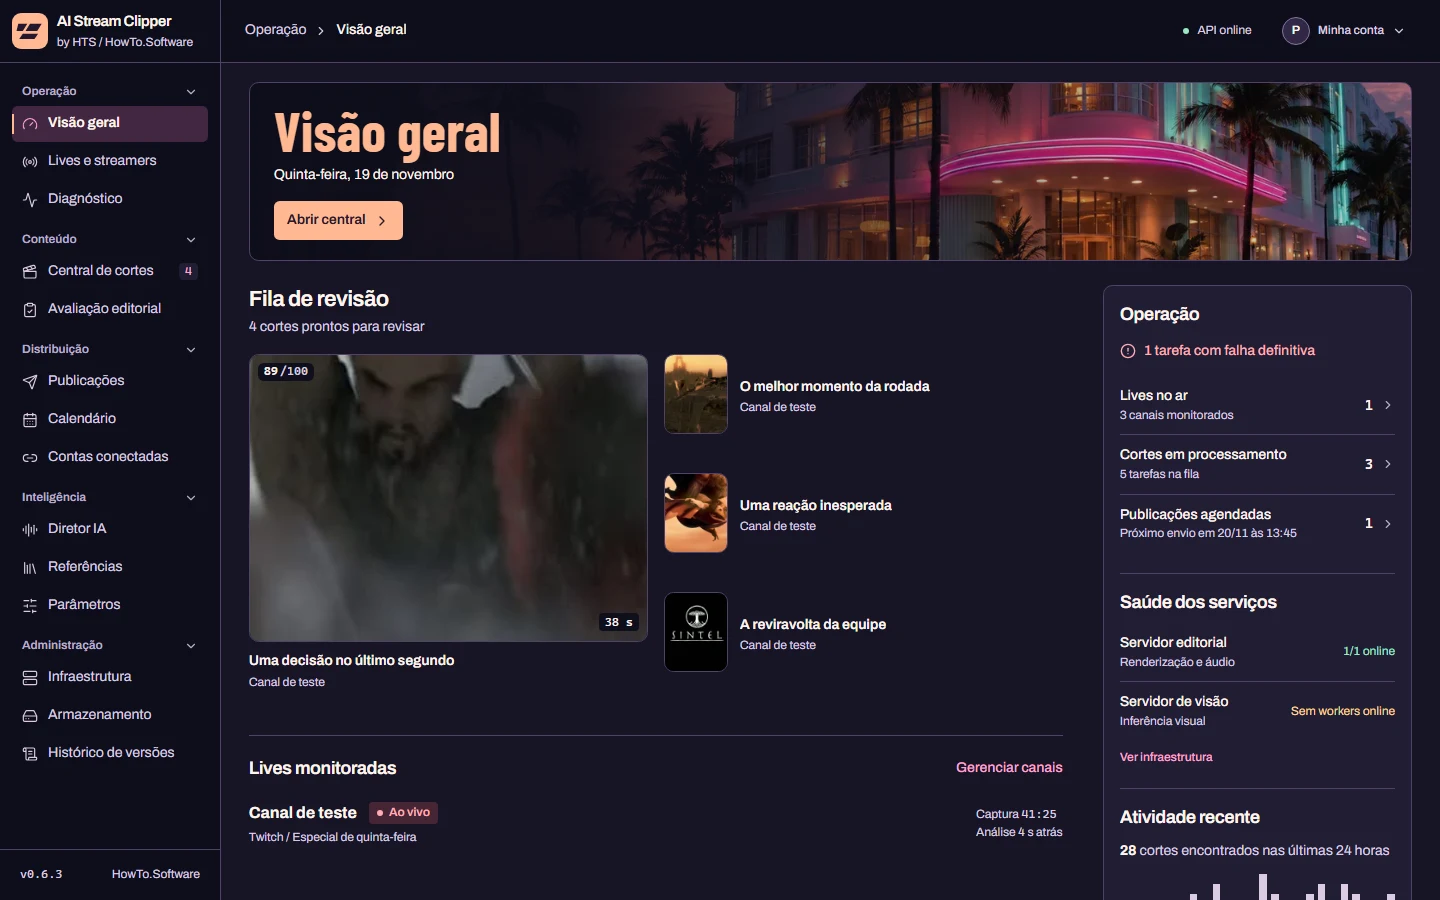 AI Stream Clipper
by HTS / HowTo.Software
Operação
Visão geral
Lives e streamers
Diagnóstico
Conteúdo
Central de cortes 4
Avaliação editorial
Distribuição
Publicações
Calendário
Contas conectadas
Inteligência
Diretor IA
Referências
Parâmetros
Administração
Infraestrutura
Armazenamento
Histórico de versões
v0.6.3 HowTo.Software
Operação > Visão geral
API online
P Minha conta
Visão geral
Quinta-feira, 19 de novembro
Abrir central
Fila de revisão
4 cortes prontos para revisar
89/100
38 s
Uma decisão no último segundo
Canal de teste
O melhor momento da rodada
Canal de teste
Uma reação inesperada
Canal de teste
SINTEL
A reviravolta da equipe
Canal de teste
Lives monitoradas
Gerenciar canais
Canal de teste Ao vivo
Twitch / Especial de quinta-feira
Captura 41:25
Análise 4 s atrás
Operação
1 tarefa com falha definitiva
Lives no ar
3 canais monitorados
1
Cortes em processamento
5 tarefas na fila
3
Publicações agendadas
Próximo envio em 20/11 às 13:45
1
Saúde dos serviços
Servidor editorial
Renderização e áudio
1/1 online
Servidor de visão
Inferência visual
Sem workers online
Ver infraestrutura
Atividade recente
28 cortes encontrados nas últimas 24 horas